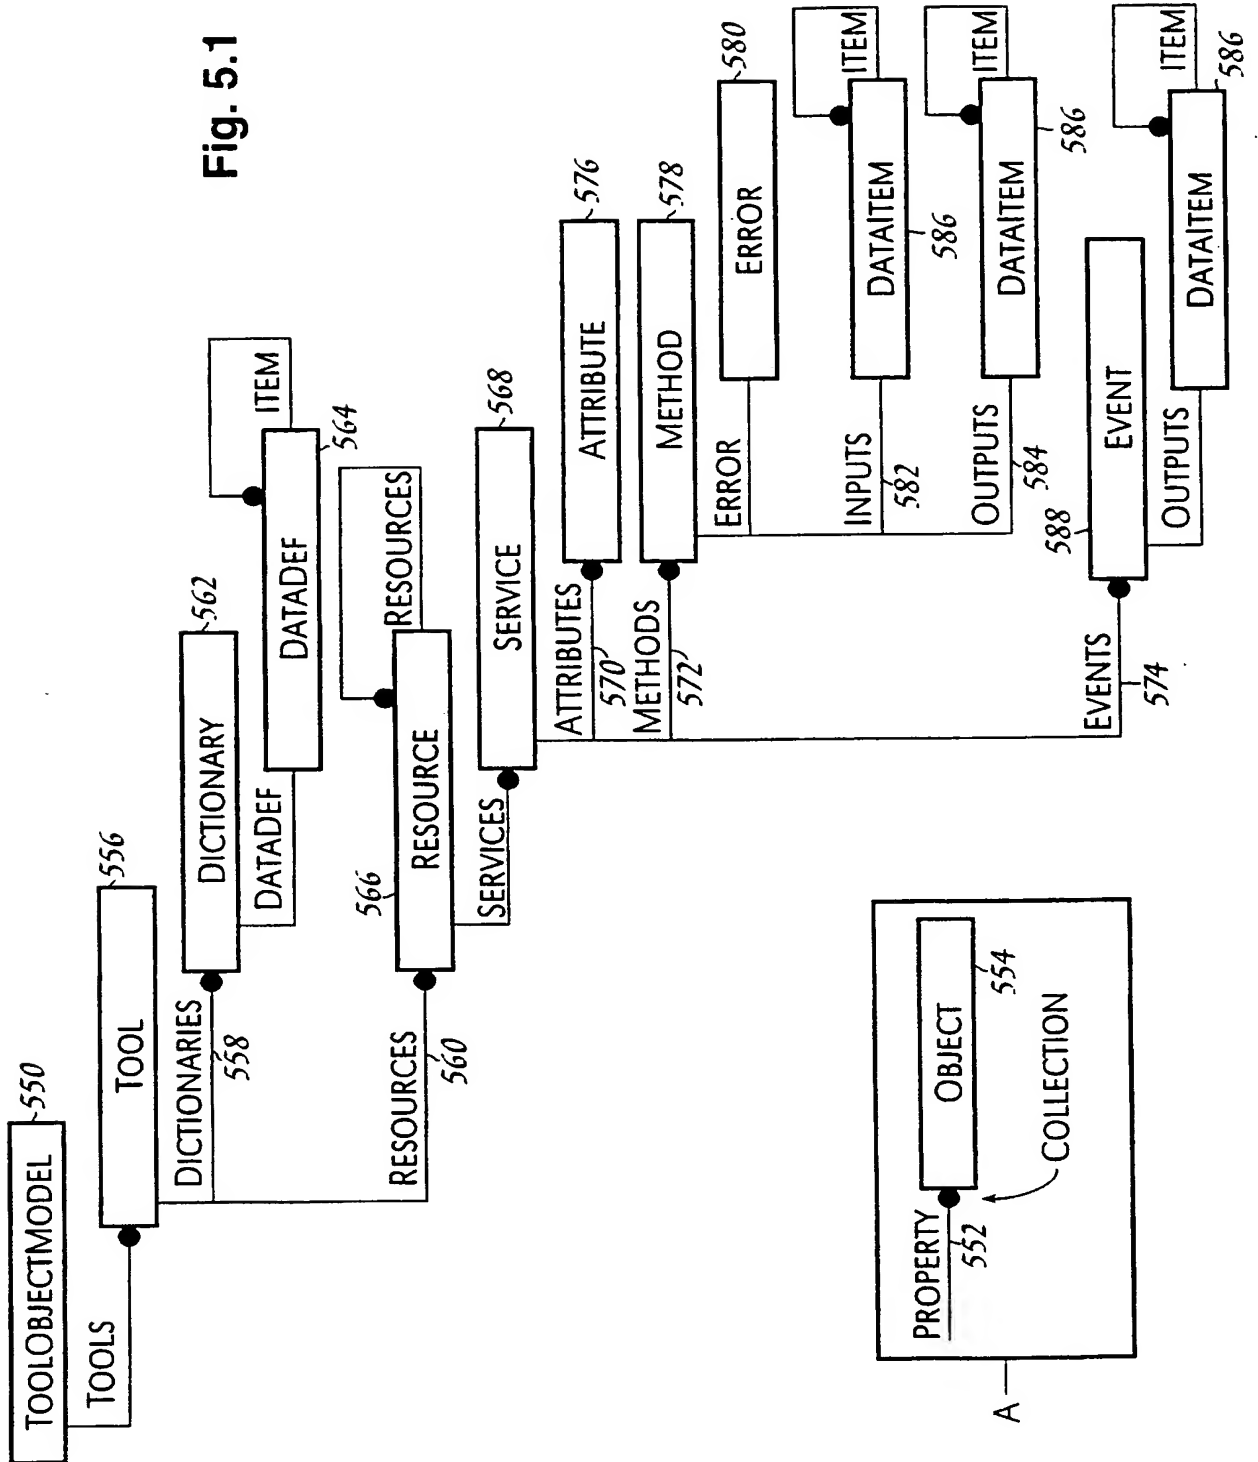 Fig. 5.1
TOOLOBJECTMODEL
550
TOOLS
TOOL
556
DICTIONARIES
558
DICTIONARY
562
DATADEF
DATADEF
564
ITEM
RESOURCES
560
566
RESOURCE
RESOURCES
SERVICES
SERVICE
568
ATTRIBUTES
570
ATTRIBUTE
576
METHODS
572
METHOD
578
ERROR
ERROR
580
INPUTS
582
DATAITEM
586
ITEM
OUTPUTS
584
DATAITEM
586
ITEM
EVENTS
574
588
EVENT
OUTPUTS
DATAITEM
586
ITEM
A
PROPERTY
552
OBJECT
554
COLLECTION